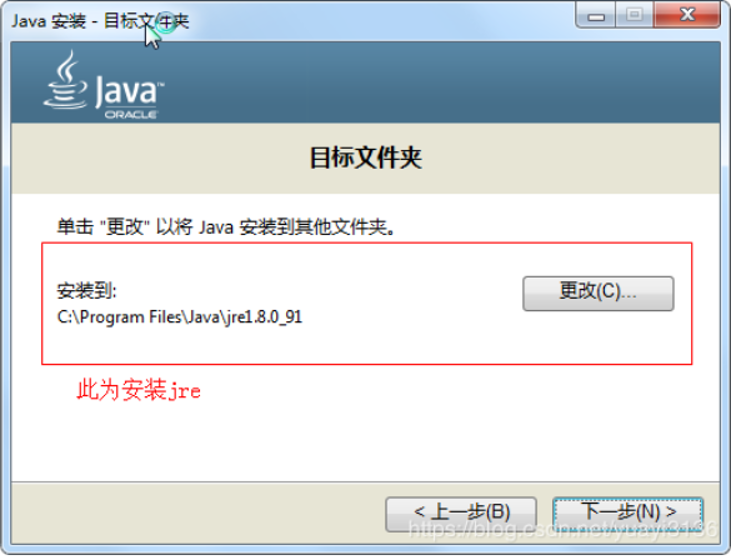 Java 安装 - 目标文件夹
Java™
ORACLE
目标文件夹
单击 "更改" 以将 Java 安装到其他文件夹。
安装到:
更改(C)...
C:\Program Files\Java\jre1.8.0_91
此为安装jre
< 上一步(B)
下一步(N) >
https://blog.csdn.net/yuayi3136